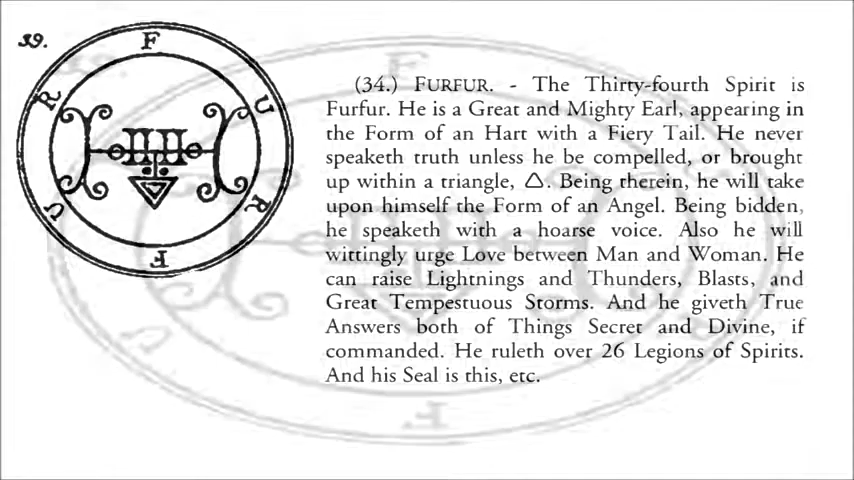 39.
F U R F U R
(34.) FURFUR. - The Thirty-fourth Spirit is
Furfur. He is a Great and Mighty Earl, appearing in
the Form of an Hart with a Fiery Tail. He never
speaketh truth unless he be compelled, or brought
up within a triangle, △. Being therein, he will take
upon himself the Form of an Angel. Being bidden,
he speaketh with a hoarse voice. Also he will
wittingly urge Love between Man and Woman. He
can raise Lightnings and Thunders, Blasts, and
Great Tempestuous Storms. And he giveth True
Answers both of Things Secret and Divine, if
commanded. He ruleth over 26 Legions of Spirits.
And his Seal is this, etc.